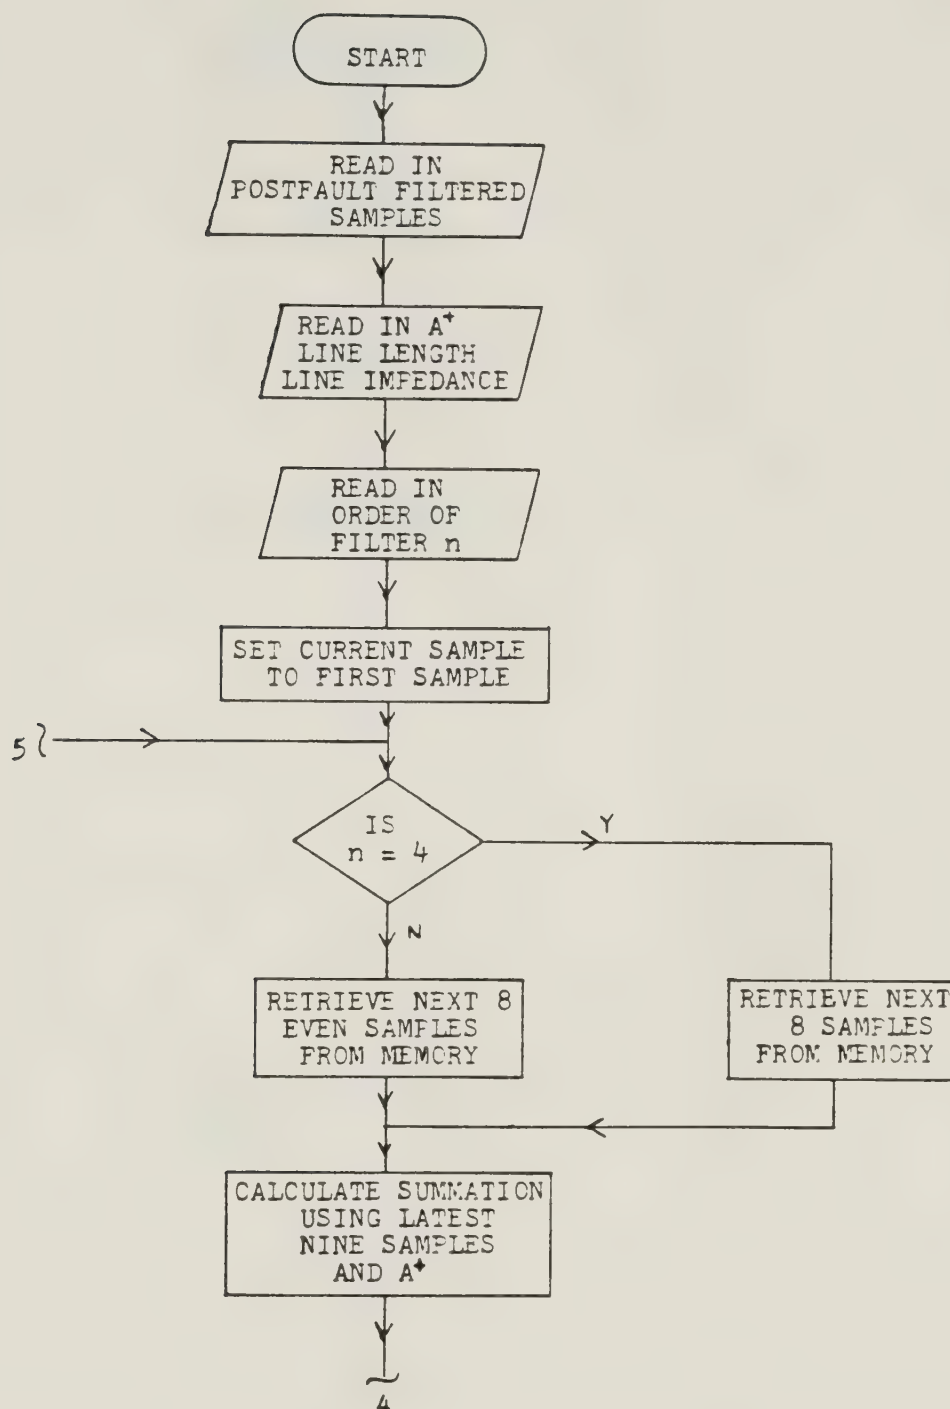 START
READ IN
POSTFAULT FILTERED
SAMPLES
READ IN A+
LINE LENGTH
LINE IMPEDANCE
READ IN
ORDER OF
FILTER n
SET CURRENT SAMPLE
TO FIRST SAMPLE
5
IS
n = 4
Y
N
RETRIEVE NEXT 8
EVEN SAMPLES
FROM MEMORY
RETRIEVE NEXT
8 SAMPLES
FROM MEMORY
CALCULATE SUMMATION
USING LATEST
NINE SAMPLES
AND A+
4